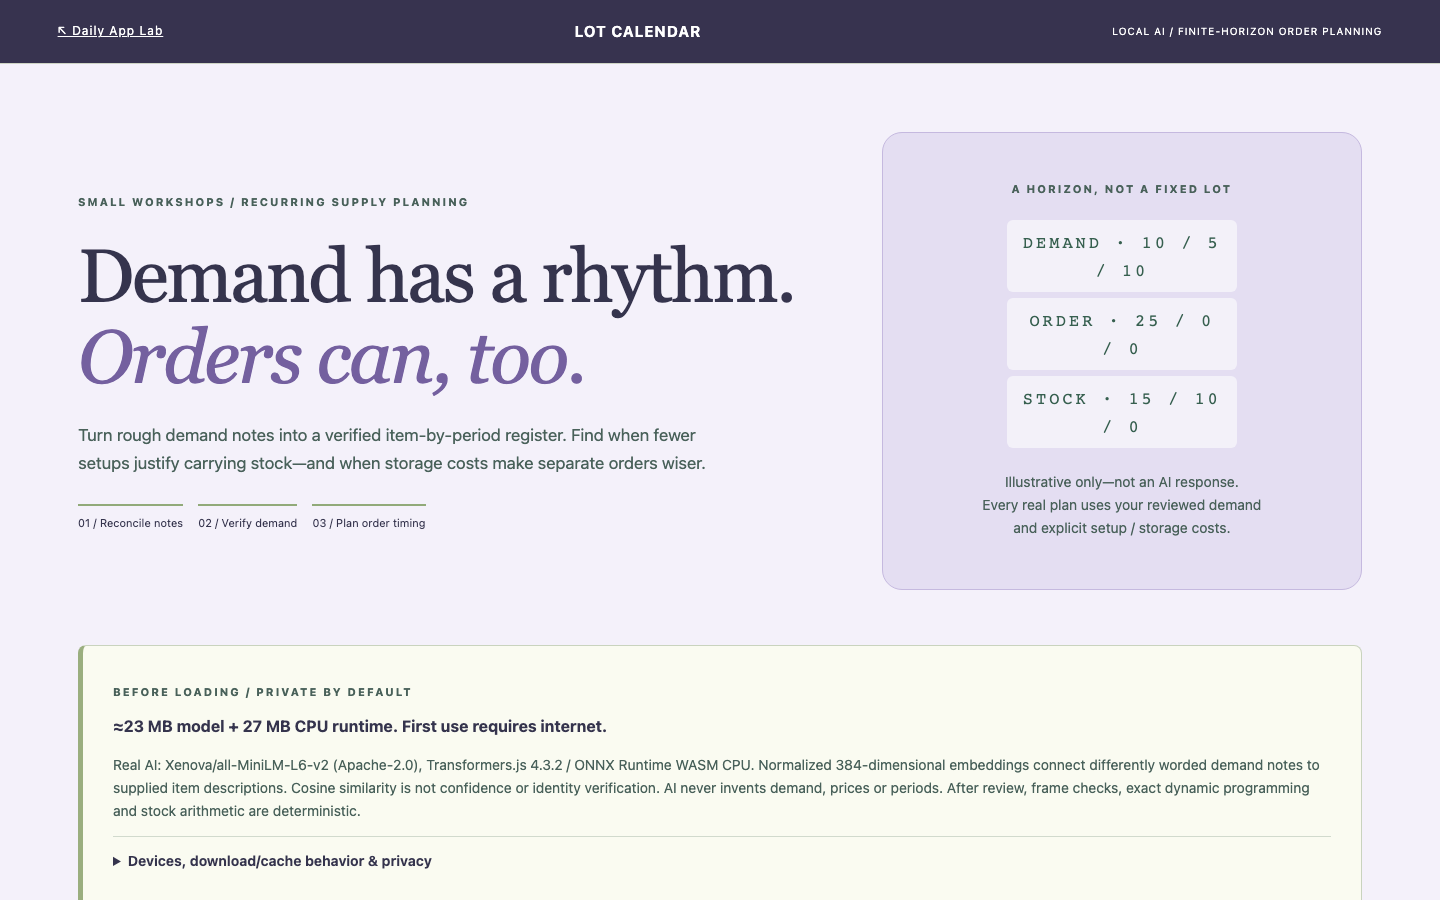 ↖ Daily App Lab
LOT CALENDAR
LOCAL AI / FINITE-HORIZON ORDER PLANNING
SMALL WORKSHOPS / RECURRING SUPPLY PLANNING
Demand has a rhythm.
Orders can, too.
Turn rough demand notes into a verified item-by-period register. Find when fewer
setups justify carrying stock—and when storage costs make separate orders wiser.
01 / Reconcile notes
02 / Verify demand
03 / Plan order timing
A HORIZON, NOT A FIXED LOT
DEMAND · 10 / 5
/ 10
ORDER · 25 / 0
/ 0
STOCK · 15 / 10
/ 0
Illustrative only—not an AI response.
Every real plan uses your reviewed demand
and explicit setup / storage costs.
BEFORE LOADING / PRIVATE BY DEFAULT
≈23 MB model + 27 MB CPU runtime. First use requires internet.
Real AI: Xenova/all-MiniLM-L6-v2 (Apache-2.0), Transformers.js 4.3.2 / ONNX Runtime WASM CPU. Normalized 384-dimensional embeddings connect differently worded demand notes to
supplied item descriptions. Cosine similarity is not confidence or identity verification. AI never invents demand, prices or periods. After review, frame checks, exact dynamic programming
and stock arithmetic are deterministic.
▶ Devices, download/cache behavior & privacy